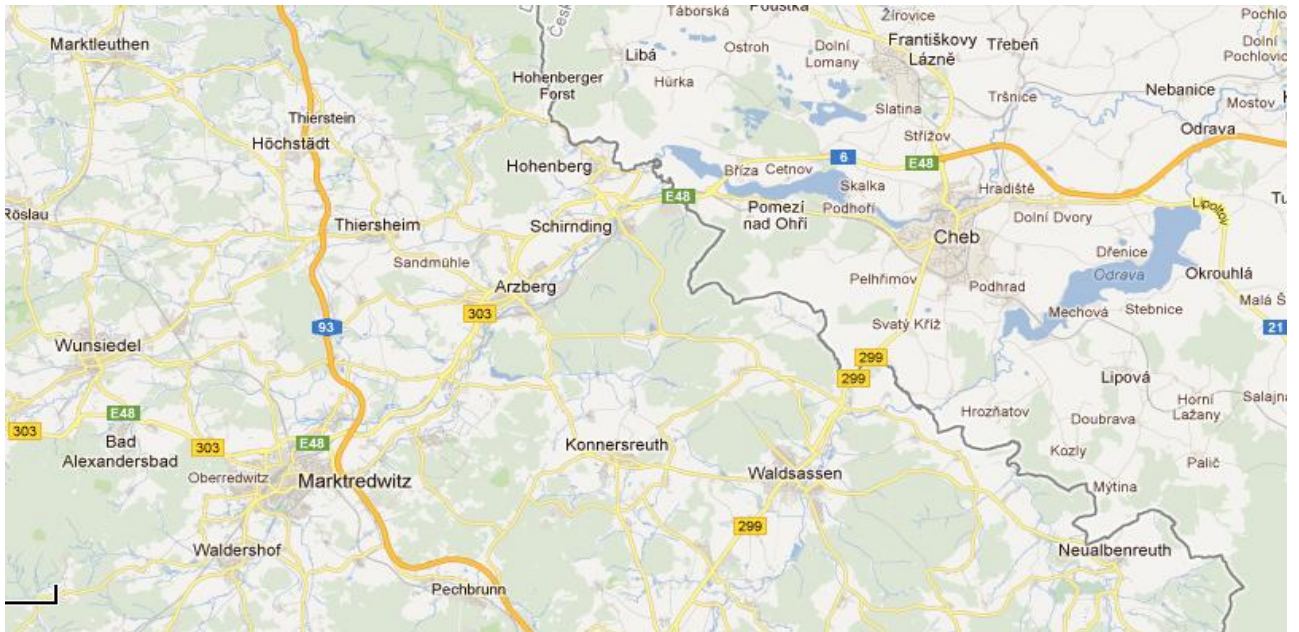 Táborská
Poustka
Žírovice
Pochlo
Marktleuthen
Libá
Ostroh
Dolní
Lomany
Františkovy
Lázně
Třebeň
Dolní
Pochlovic
Hohenberger
Forst
Hůrka
Slatina
Tršnice
Nebanice
Mostov
Thierstein
Höchstädt
Střížov
Odrava
Hohenberg
Bříza
Cetnov
6
E48
Skalka
Hradiště
Röslau
Thiersheim
Schirnding
E48
Pomezí
nad Ohří
Podhoří
Cheb
Dolní Dvory
Lipoltov
Tu
Sandmühle
Arzberg
Pelhřimov
Podhrad
Dřenice
Odrava
Okrouhlá
303
93
Svatý Kříž
Mechová
Stebnice
Malá Š
21
Wunsiedel
299
299
Lipová
E48
303
Bad
Alexandersbad
303
E48
Konnersreuth
Hrozňatov
Doubrava
Horní
Lažany
Salajna
Oberredwitz
Marktredwitz
Waldsassen
Kozly
Palič
Mýtina
299
Waldershof
Neualbenreuth
Pechbrunn